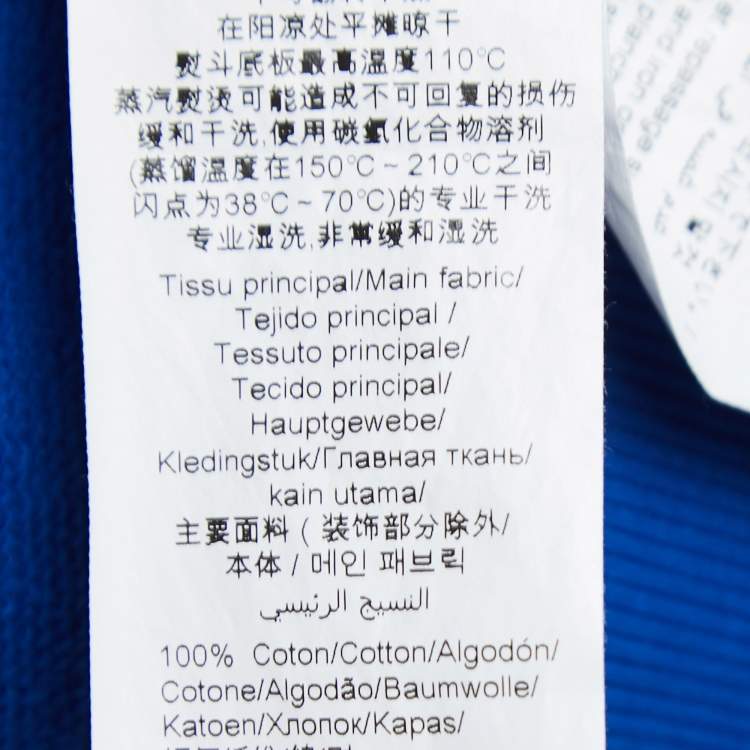 在阳凉处平摊晾干
熨斗底板最高温度110°C
蒸汽熨烫可能造成不可回复的损伤
缓和干洗,使用碳氢化合物溶剂
(蒸馏温度在150°C ~ 210°C之间
闪点为38°C ~ 70°C)的专业干洗
专业湿洗,非常缓和湿洗
Tissu principal/Main fabric/
Tejido principal /
Tessuto principale/
Tecido principal/
Hauptgewebe/
Kledingstuk/Главная ткань/
kain utama/
主要面料 ( 装饰部分除外/
本体 / 메인 패브릭
النسيج الرئيسي
100% Coton/Cotton/Algodón/
Cotone/Algodão/Baumwolle/
Katoen/Хлопок/Kapas/